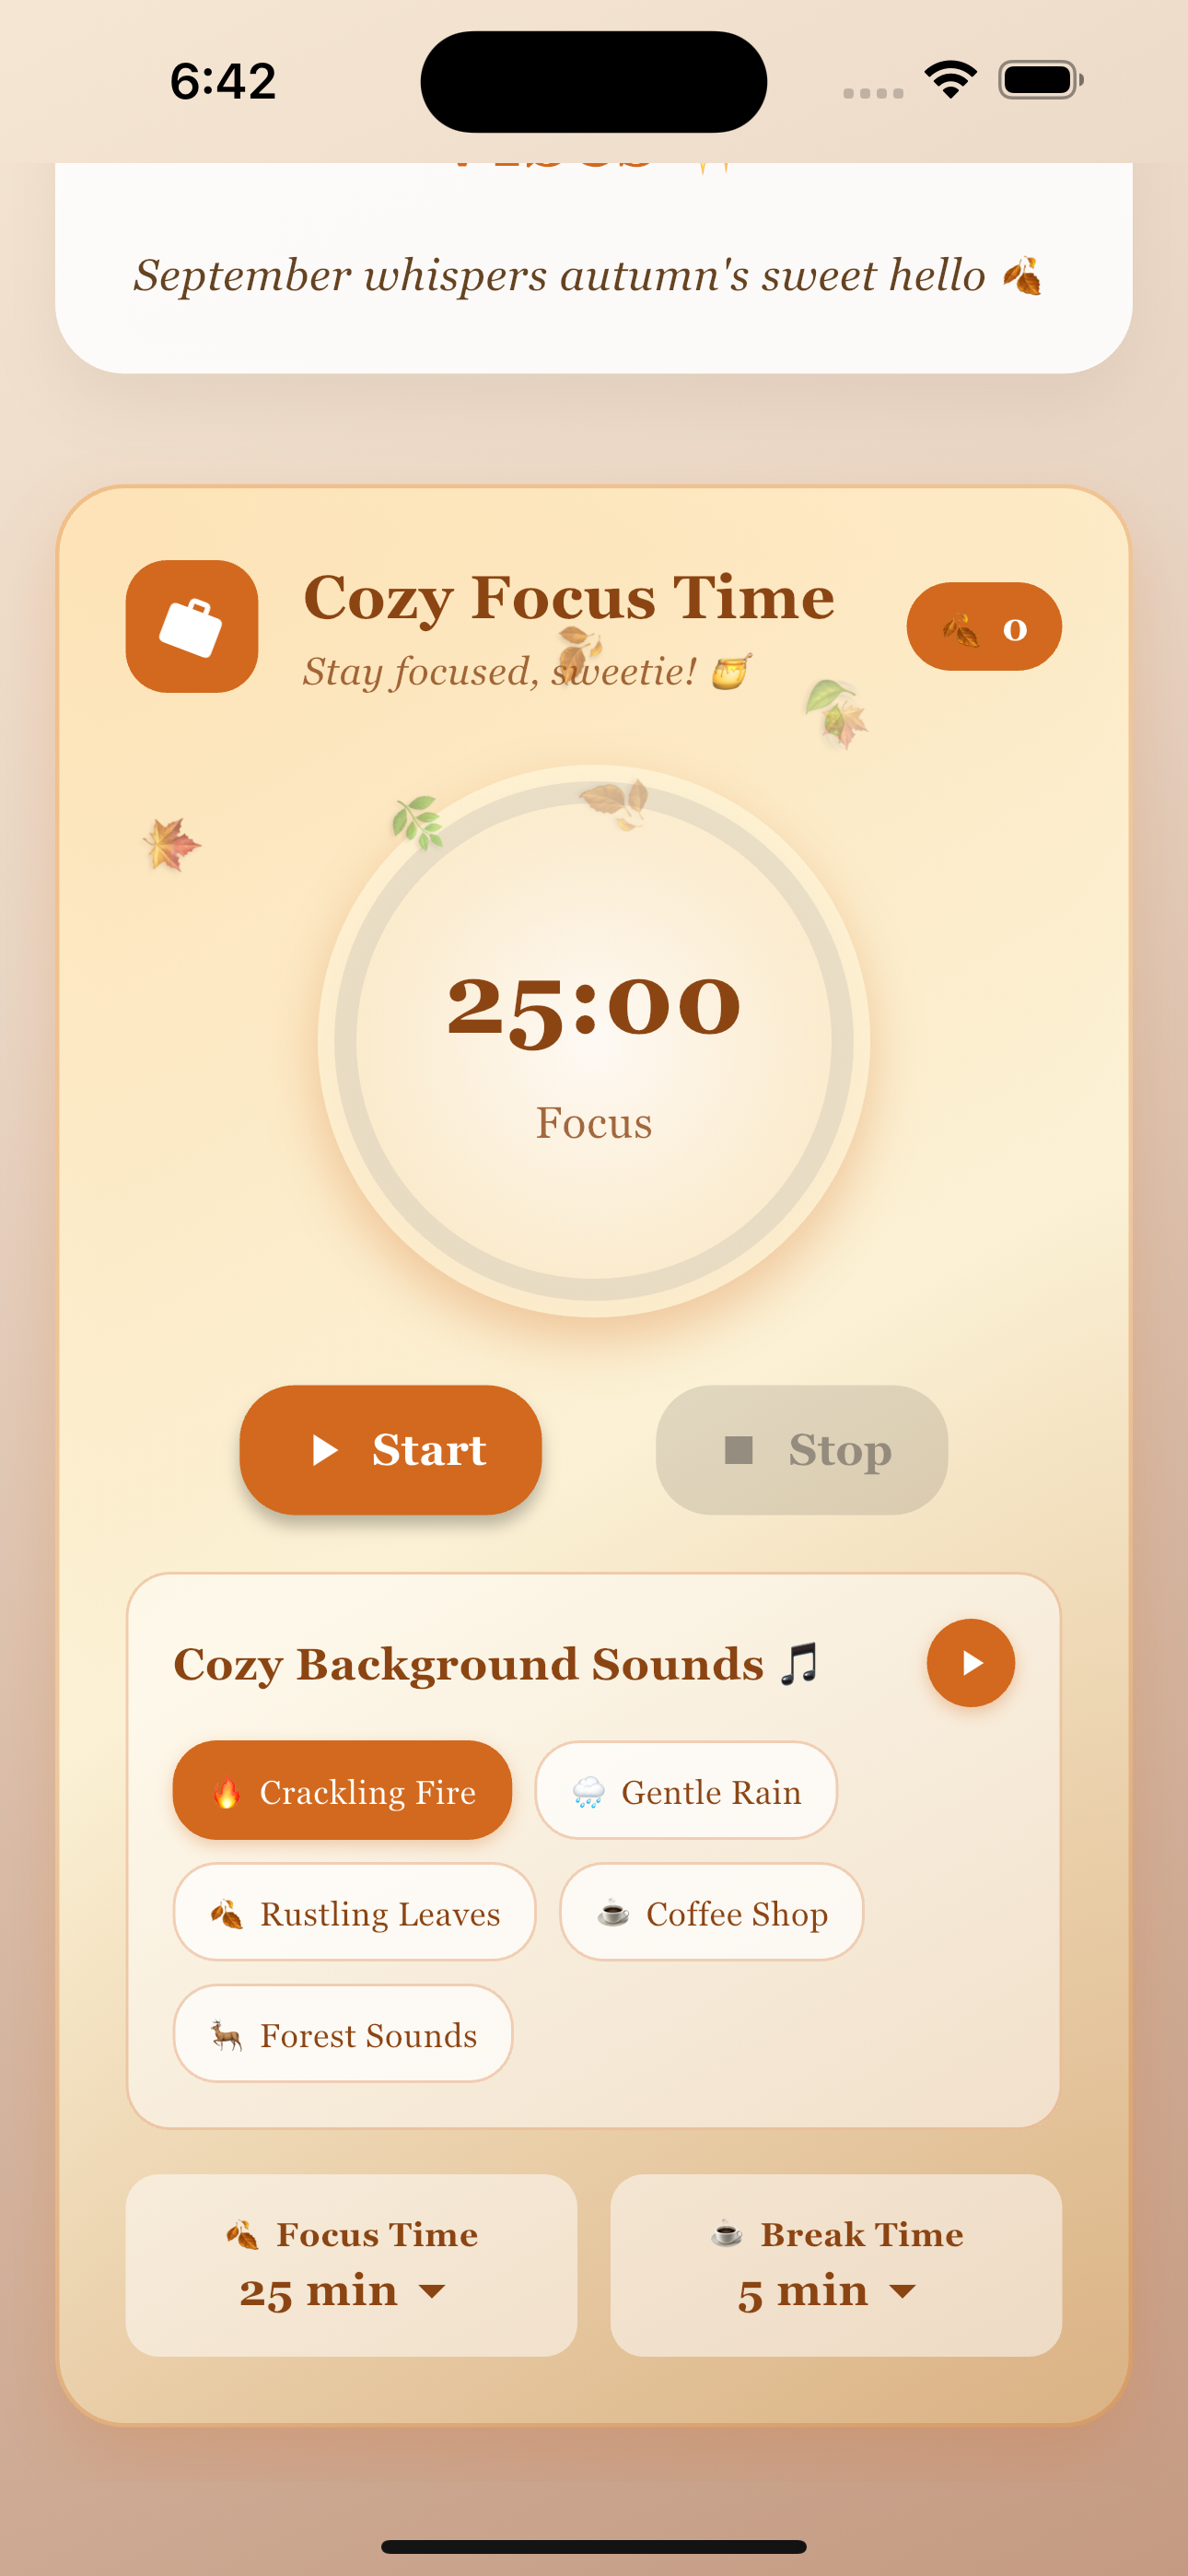 6:42
September whispers autumn's sweet hello 🍂
Cozy Focus Time
Stay focused, sweetie! 🍯
🍂 0
25:00
Focus
Start
Stop
Cozy Background Sounds 🎵
🔥 Crackling Fire
🌧️ Gentle Rain
🍂 Rustling Leaves
☕ Coffee Shop
🦌 Forest Sounds
🍂 Focus Time
25 min
☕ Break Time
5 min